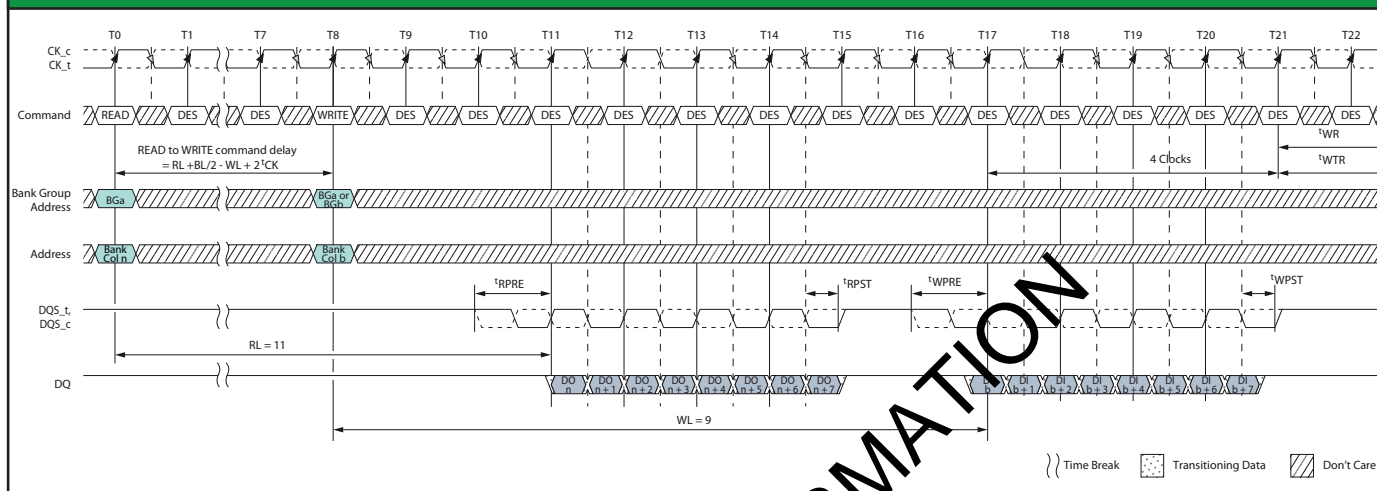 T0 T1 T7 T8 T9 T10 T11 T12 T13 T14 T15 T16 T17 T18 T19 T20 T21 T22
CK_c
CK_t
Command READ DES DES WRITE DES DES DES DES DES DES DES DES DES DES DES DES DES DES
tWR
READ to WRITE command delay
= RL +BL/2 - WL + 2 tCK
4 Clocks
tWTR
Bank Group
Address
BGa
BGa or
BGb
Address
Bank
Col n
Bank
Col b
tRPRE tRPST tWPRE tWPST
DQS_t,
DQS_c
RL = 11
DQ
DO
n
DO
n + 1
DO
n + 2
DO
n + 3
DO
n + 4
DO
n + 5
DO
n + 6
DO
n + 7
DI
b
DI
b + 1
DI
b + 2
DI
b + 3
DI
b + 4
DI
b + 5
DI
b + 6
DI
b + 7
WL = 9
Time Break Transitioning Data Don't Care